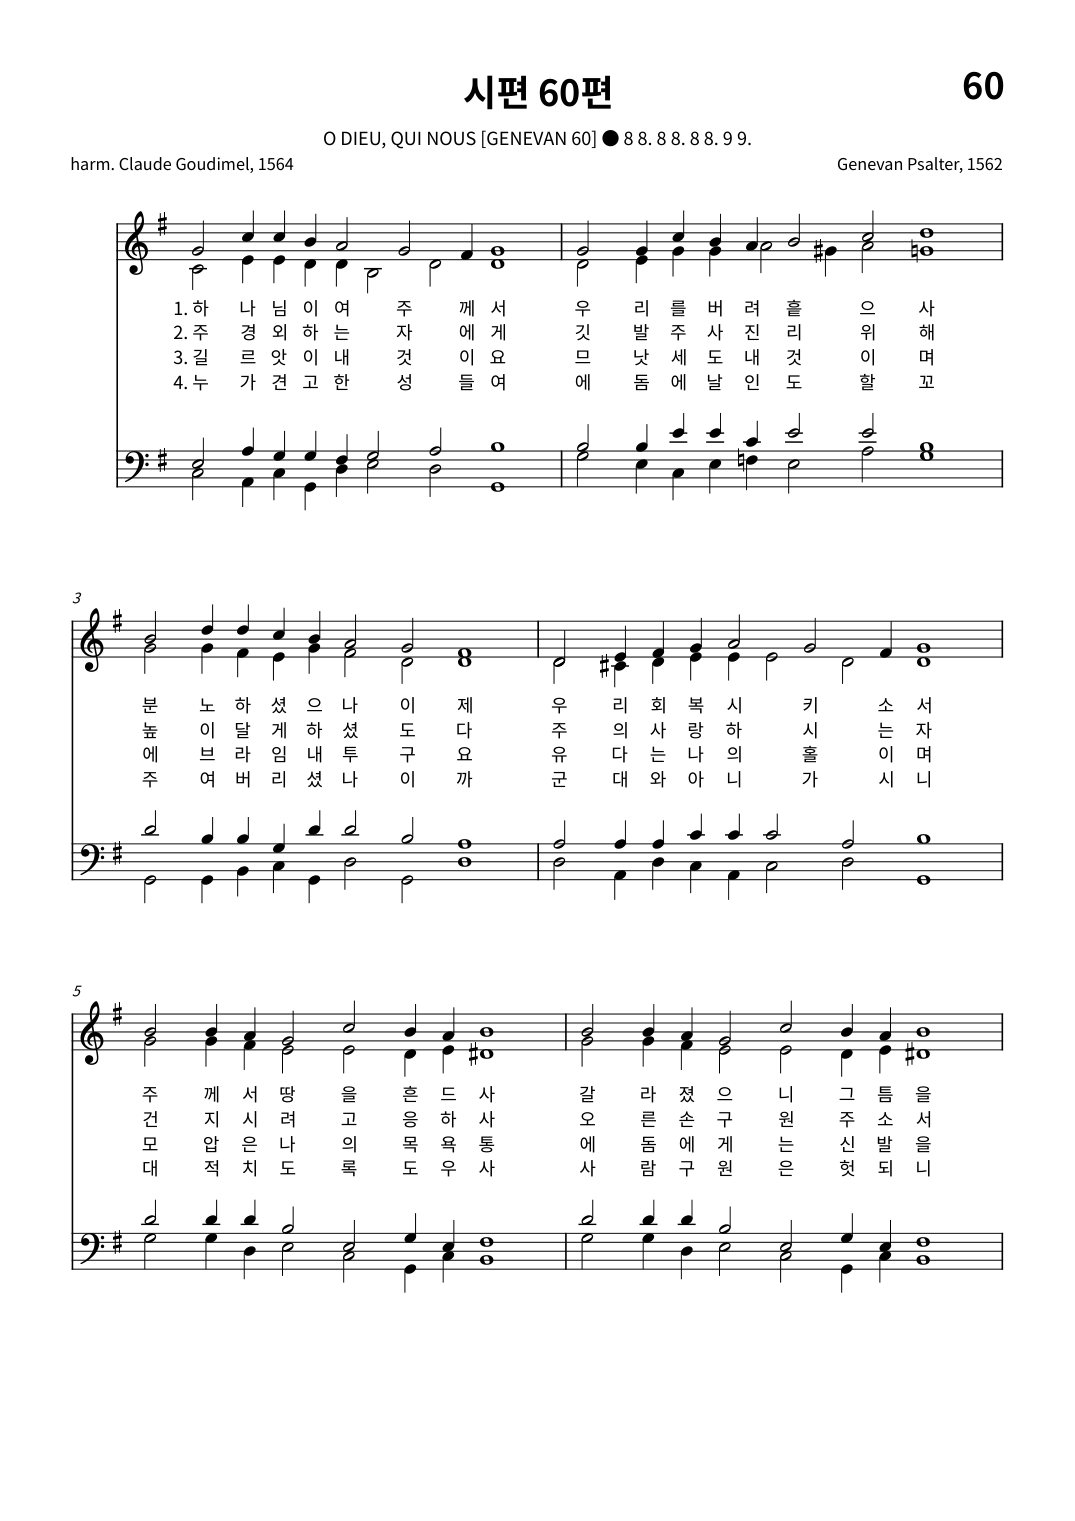 시편 60편
60
O DIEU, QUI NOUS [GENEVAN 60] ● 8 8. 8 8. 8 8. 9 9.
harm. Claude Goudimel, 1564
Genevan Psalter, 1562
1. 하 나 님 이 여 주 께 서 우 리 를 버 려 흩 으 사
2. 주 경 외 하 는 자 에 게 깃 발 주 사 진 리 위 해
3. 길 르 앗 이 내 것 이 요 므 낫 세 도 내 것 이 며
4. 누 가 견 고 한 성 들 여 에 돔 에 날 인 도 할 꼬
3
분 노 하 셨 으 나 이 제 우 리 회 복 시 키 소 서
높 이 달 게 하 셨 도 다 주 의 사 랑 하 시 는 자
에 브 라 임 내 투 구 요 유 다 는 나 의 홀 이 며
주 여 버 리 셨 나 이 까 군 대 와 아 니 가 시 니
5
주 께 서 땅 을 흔 드 사 갈 라 졌 으 니 그 틈 을
건 지 시 려 고 응 하 사 오 른 손 구 원 주 소 서
모 압 은 나 의 목 욕 통 에 돔 에 게 는 신 발 을
대 적 치 도 록 도 우 사 사 람 구 원 은 헛 되 니